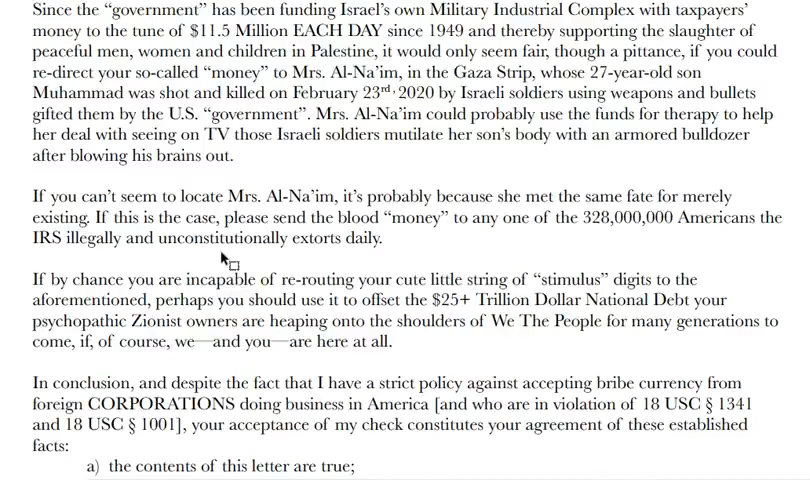 Since the “government” has been funding Israel’s own Military Industrial Complex with taxpayers’
money to the tune of $11.5 Million EACH DAY since 1949 and thereby supporting the slaughter of
peaceful men, women and children in Palestine, it would only seem fair, though a pittance, if you could
re-direct your so-called “money” to Mrs. Al-Na’im, in the Gaza Strip, whose 27-year-old son
Muhammad was shot and killed on February 23rd, 2020 by Israeli soldiers using weapons and bullets
gifted them by the U.S. “government”. Mrs. Al-Na’im could probably use the funds for therapy to help
her deal with seeing on TV those Israeli soldiers mutilate her son’s body with an armored bulldozer
after blowing his brains out.
If you can’t seem to locate Mrs. Al-Na’im, it’s probably because she met the same fate for merely
existing. If this is the case, please send the blood “money” to any one of the 328,000,000 Americans the
IRS illegally and unconstitutionally extorts daily.
If by chance you are incapable of re-routing your cute little string of “stimulus” digits to the
aforementioned, perhaps you should use it to offset the $25+ Trillion Dollar National Debt your
psychopathic Zionist owners are heaping onto the shoulders of We The People for many generations to
come, if, of course, we—and you—are here at all.
In conclusion, and despite the fact that I have a strict policy against accepting bribe currency from
foreign CORPORATIONS doing business in America [and who are in violation of 18 USC § 1341
and 18 USC § 1001], your acceptance of my check constitutes your agreement of these established
facts:
a) the contents of this letter are true;